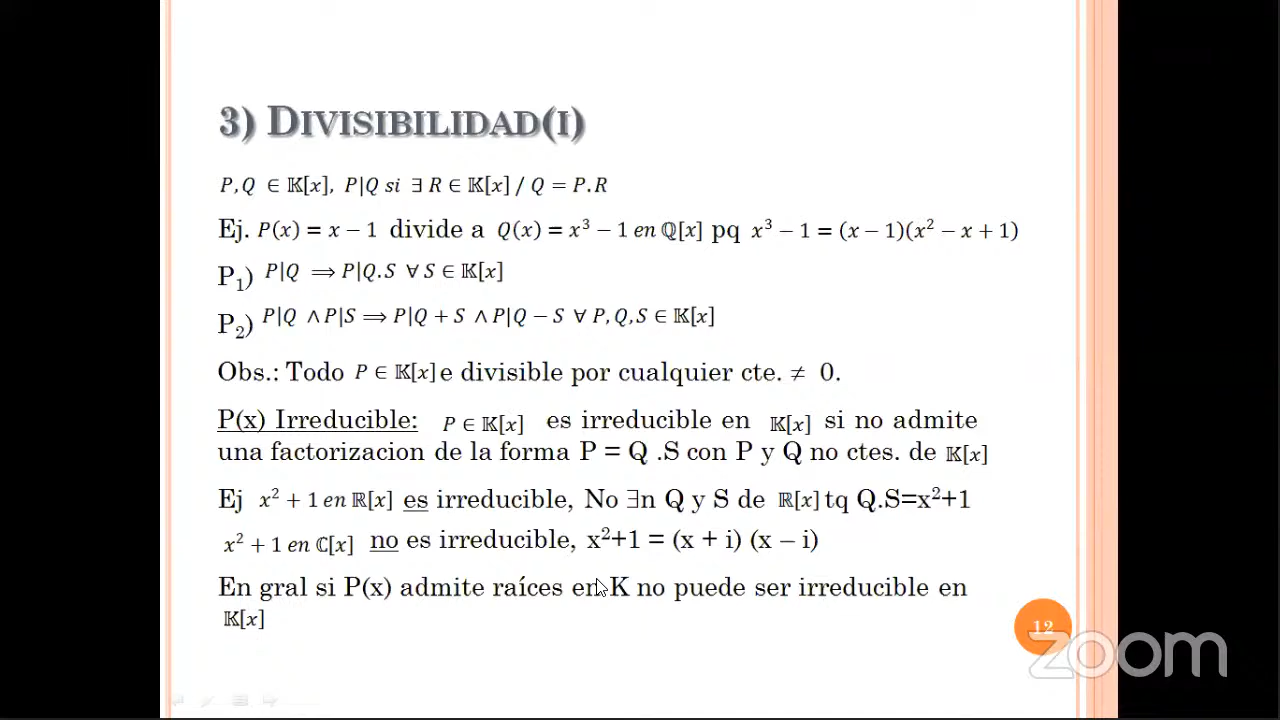 3) DIVISIBILIDAD(I)
P, Q ∈ 𝕂[x], P|Q si ∃ R ∈ 𝕂[x] / Q = P.R
Ej. P(x) = x − 1 divide a Q(x) = x³ − 1 en ℚ[x] pq x³ − 1 = (x − 1)(x² − x + 1)
P₁) P|Q ⟹ P|Q.S ∀ S ∈ 𝕂[x]
P₂) P|Q ∧ P|S ⟹ P|Q + S ∧ P|Q − S ∀ P, Q, S ∈ 𝕂[x]
Obs.: Todo P ∈ 𝕂[x] e divisible por cualquier cte. ≠ 0.
P(x) Irreducible: P ∈ 𝕂[x] es irreducible en 𝕂[x] si no admite
una factorizacion de la forma P = Q .S con P y Q no ctes. de 𝕂[x]
Ej x² + 1 en ℝ[x] es irreducible, No ∃n Q y S de ℝ[x] tq Q.S=x²+1
x² + 1 en ℂ[x] no es irreducible, x²+1 = (x + i) (x – i)
En gral si P(x) admite raíces en K no puede ser irreducible en
𝕂[x]
12
zoom